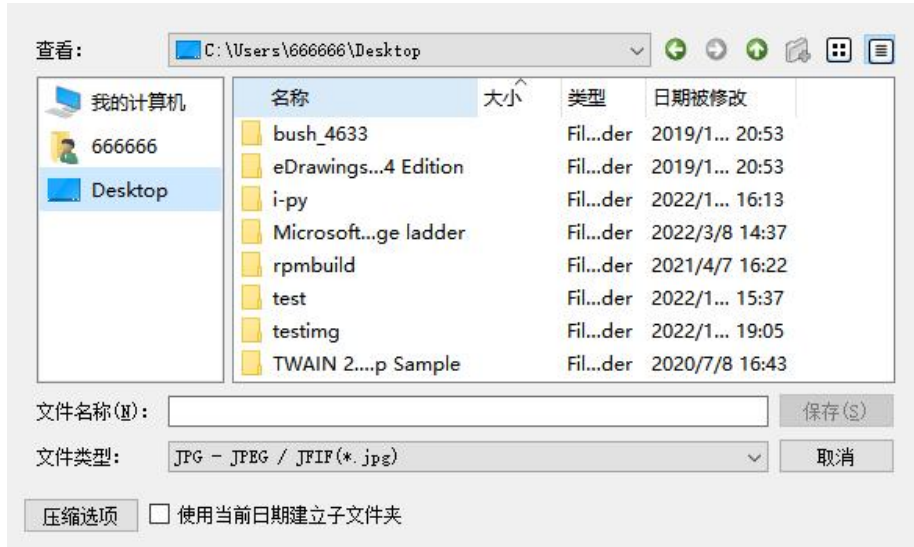 查看: C:\Users\666666\Desktop
我的计算机
666666
Desktop
名称 大小 类型 日期被修改
bush_4633 Fil...der 2019/1... 20:53
eDrawings...4 Edition Fil...der 2019/1... 20:53
i-py Fil...der 2022/1... 16:13
Microsoft...ge ladder Fil...der 2022/3/8 14:37
rpmbuild Fil...der 2021/4/7 16:22
test Fil...der 2022/1... 15:37
testimg Fil...der 2022/1... 19:05
TWAIN 2....p Sample Fil...der 2020/7/8 16:43
文件名称(N): 保存(S)
文件类型: JPG - JPEG / JFIF(*.jpg) 取消
压缩选项 使用当前日期建立子文件夹